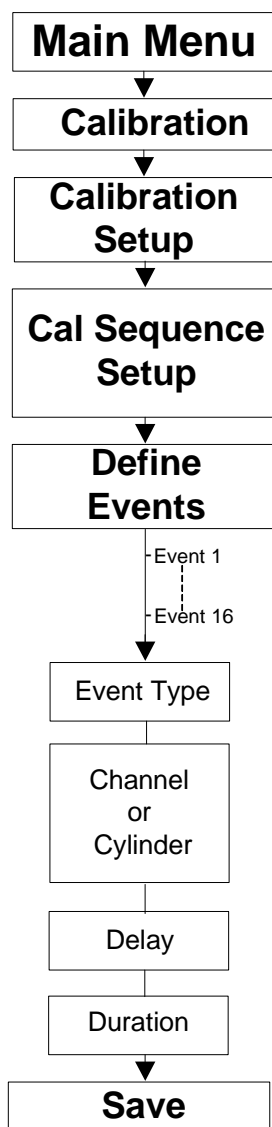 Main Menu
Calibration
Calibration
Setup
Cal Sequence
Setup
Define
Events
Event 1
Event 16
Event Type
Channel
or
Cylinder
Delay
Duration
Save